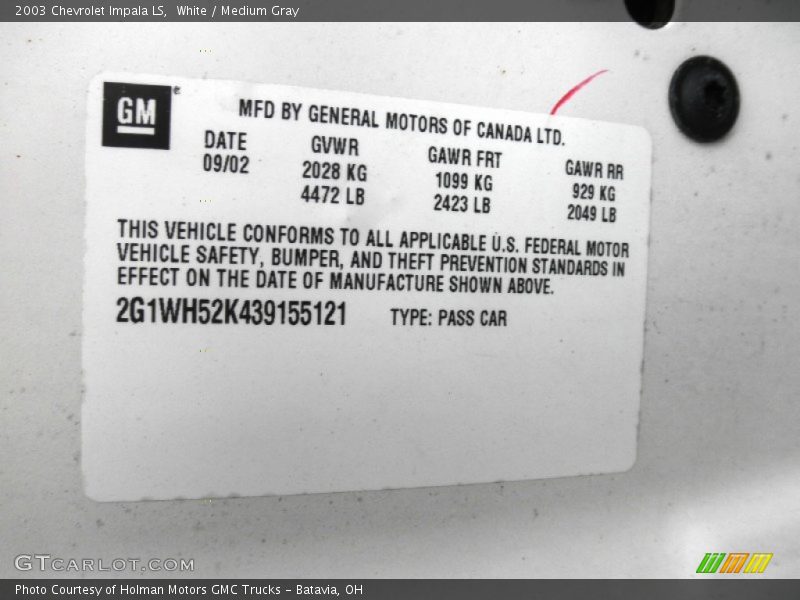 2003 Chevrolet Impala LS,  White / Medium Gray
GM
MFD BY GENERAL MOTORS OF CANADA LTD.
DATE GVWR GAWR FRT GAWR RR
09/02 2028 KG 1099 KG 929 KG
4472 LB 2423 LB 2049 LB
THIS VEHICLE CONFORMS TO ALL APPLICABLE U.S. FEDERAL MOTOR
VEHICLE SAFETY, BUMPER, AND THEFT PREVENTION STANDARDS IN
EFFECT ON THE DATE OF MANUFACTURE SHOWN ABOVE.
2G1WH52K439155121 TYPE: PASS CAR
GTCARLOT.COM
Photo Courtesy of Holman Motors GMC Trucks - Batavia, OH